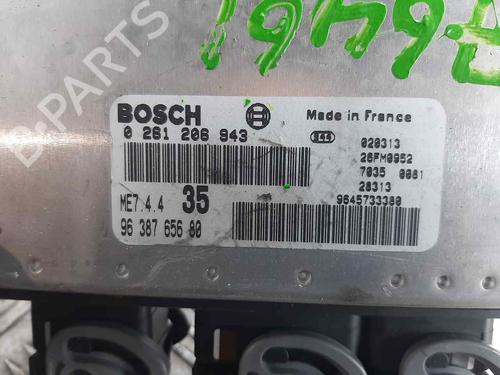 B-PARTS
BOSCH
Made in France
0 261 206 943
020313
26FM0952
7035 0081
28313
ME7.4.4 35
9645733380
96 387 656 80